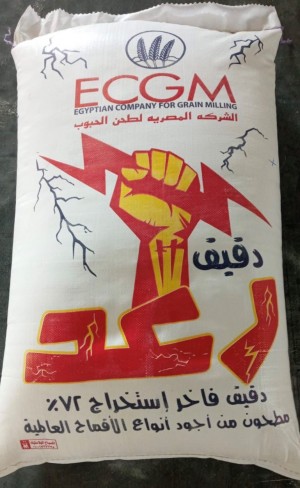 ECGM
EGYPTIAN COMPANY FOR GRAIN MILLING
الشركه المصريه لطحن الحبوب
دقيق
رعد
دقيق فاخر إستخراج ٧٢٪
مطحون من أجود أنواع الأقماح العالمية